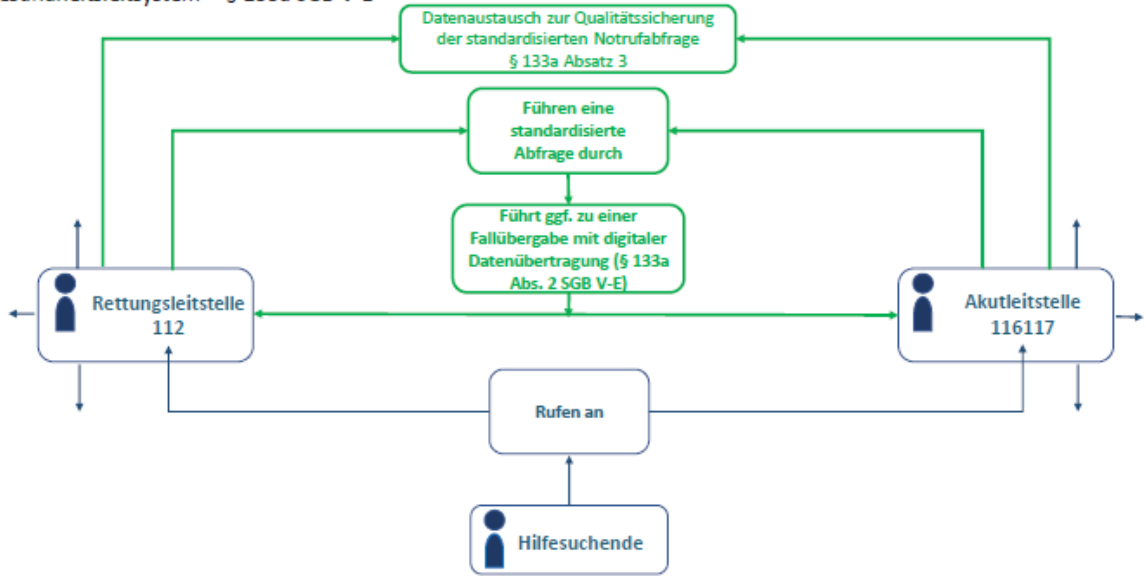 Datenaustausch zur Qualitätssicherung
der standardisierten Notrufabfrage
§ 133a Absatz 3
Führen eine
standardisierte
Abfrage durch
Führt ggf. zu einer
Fallübergabe mit digitaler
Datenübertragung (§ 133a
Abs. 2 SGB V-E)
Rettungsleitstelle
112
Akutleitstelle
116117
Rufen an
Hilfesuchende